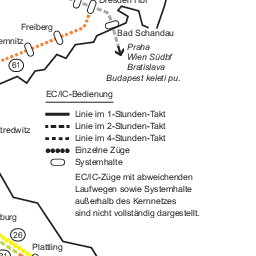 Dresden Hbf
Freiberg
Bad Schandau
emnitz
Praha
Wien Südbf
Bratislava
Budapest keleti pu.
61
EC/IC-Bedienung
Linie im 1-Stunden-Takt
Linie im 2-Stunden-Takt
Linie im 4-Stunden-Takt
Einzelne Züge
Systemhalte
tredwitz
EC/IC-Züge mit abweichenden
Laufwegen sowie Systemhalte
außerhalb des Kernnetzes
sind nicht vollständig dargestellt.
burg
26
Plattling
31